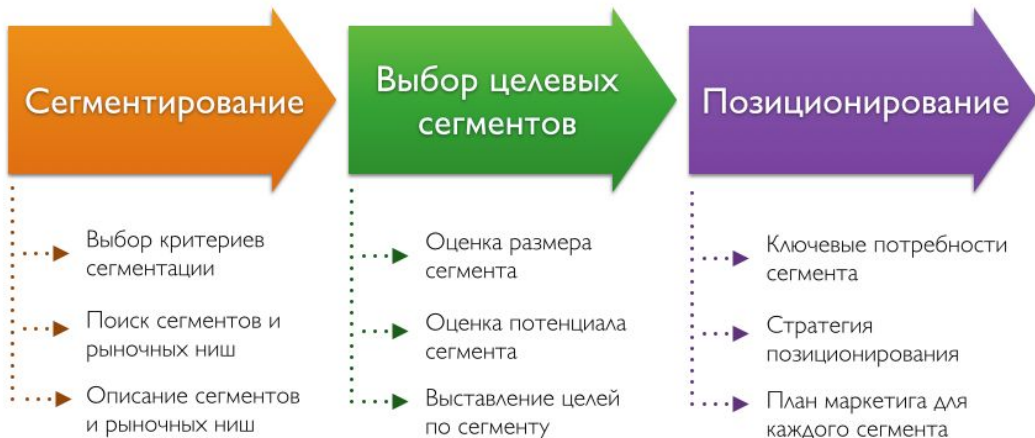 Сегментирование
Выбор целевых
сегментов
Позиционирование
Выбор критериев
сегментации
Поиск сегментов и
рыночных ниш
Описание сегментов
и рыночных ниш
Оценка размера
сегмента
Оценка потенциала
сегмента
Выставление целей
по сегменту
Ключевые потребности
сегмента
Стратегия
позиционирования
План маркетига для
каждого сегмента